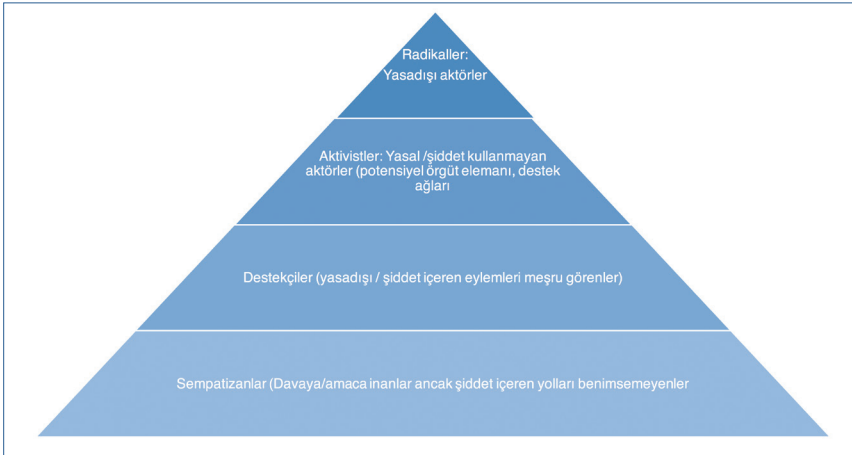 Radikaller:
Yasadışı aktörler
Aktivistler: Yasal /şiddet kullanmayan
aktörler (potensiyel örgüt elemanı, destek
ağları
Destekçiler (yasadışı / şiddet içeren eylemleri meşru görenler)
Sempatizanlar (Davaya/amaca inanlar ancak şiddet içeren yolları benimsemeyenler